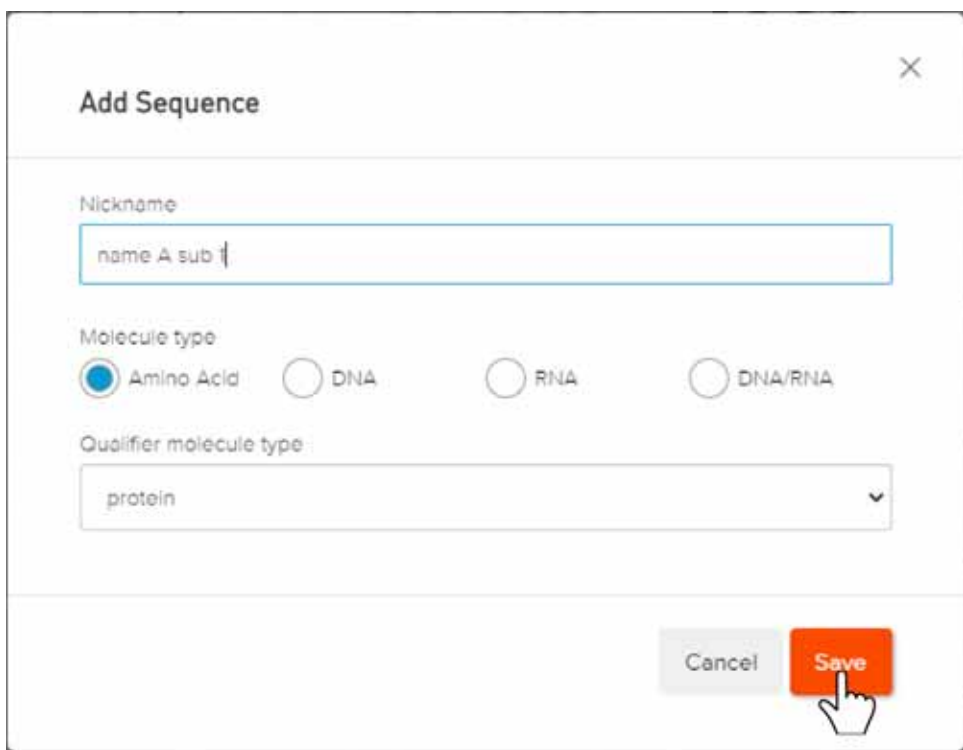 Add Sequence
Nickname
name A sub 1
Molecule type
Amino Acid DNA RNA DNA/RNA
Qualifier molecule type
protein
Cancel Save